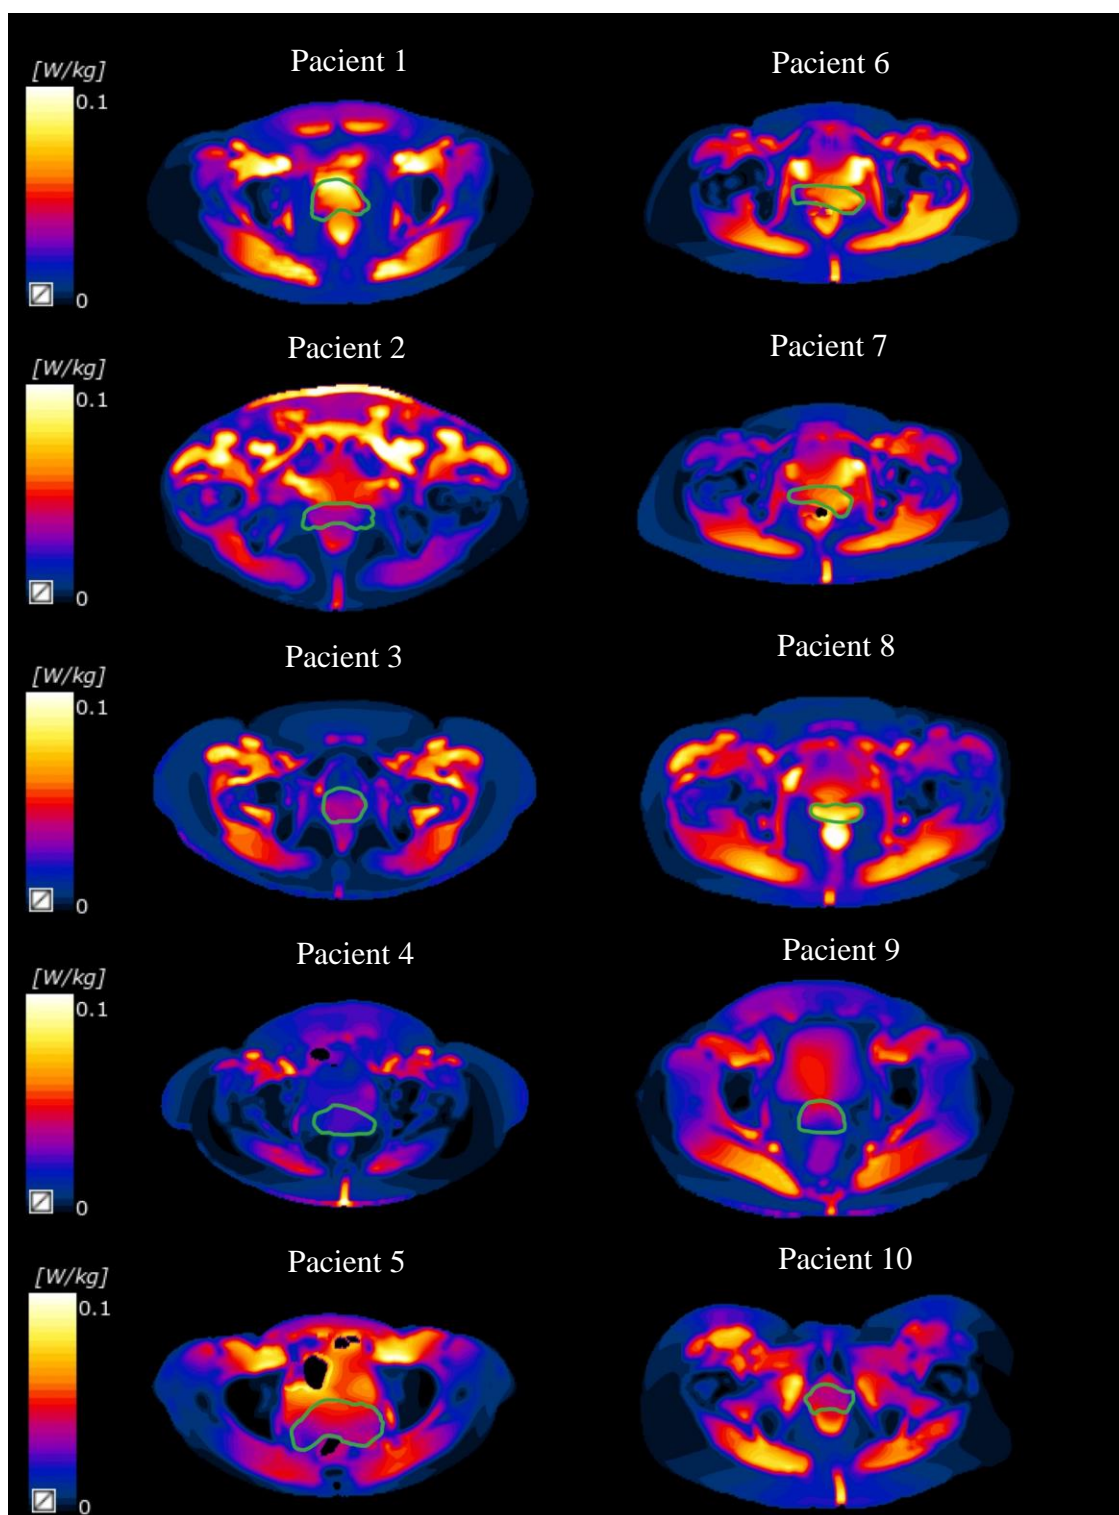 Pacient 1
Pacient 6
[W/kg]
0.1
0
Pacient 2
Pacient 7
[W/kg]
0.1
0
Pacient 3
Pacient 8
[W/kg]
0.1
0
Pacient 4
Pacient 9
[W/kg]
0.1
0
Pacient 5
Pacient 10
[W/kg]
0.1
0